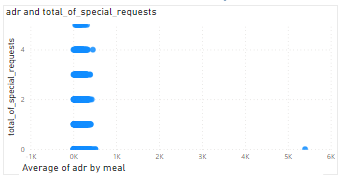 adr and total_of_special_requests
total_of_special_requests
4
2
0
-1K
0K
1K
2K
3K
4K
5K
6K
Average of adr by meal